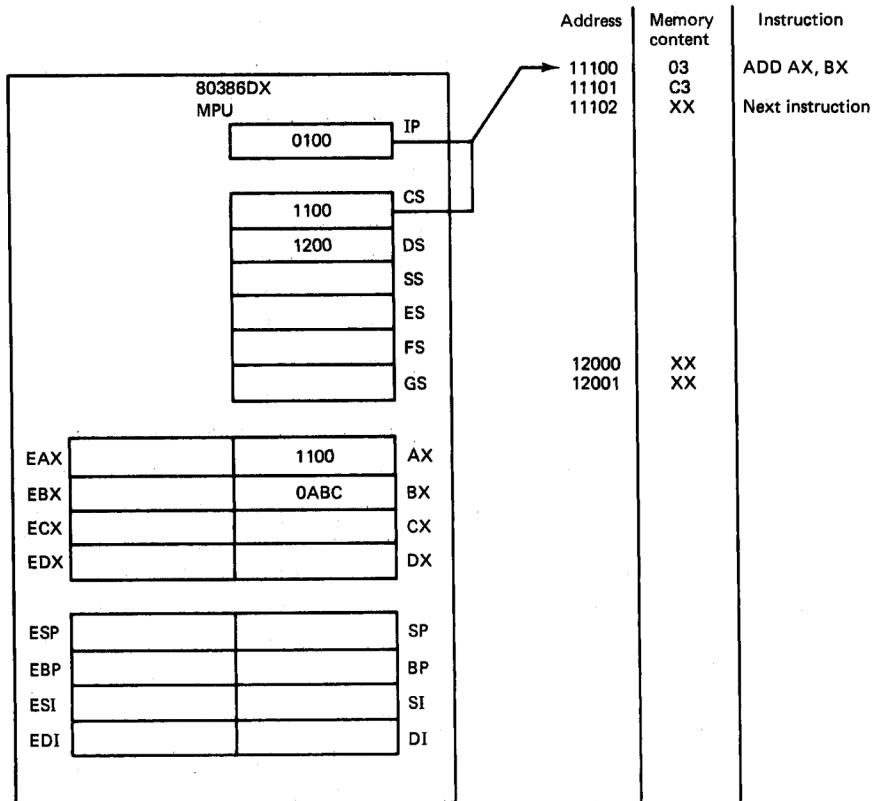 Address Memory content Instruction
11100 03 ADD AX, BX
11101 C3
11102 XX Next instruction
80386DX
MPU
0100 IP
1100 CS
1200 DS
SS
ES
FS
12000 XX
12001 XX
GS
EAX 1100 AX
EBX 0ABC BX
ECX CX
EDX DX
ESP SP
EBP BP
ESI SI
EDI DI